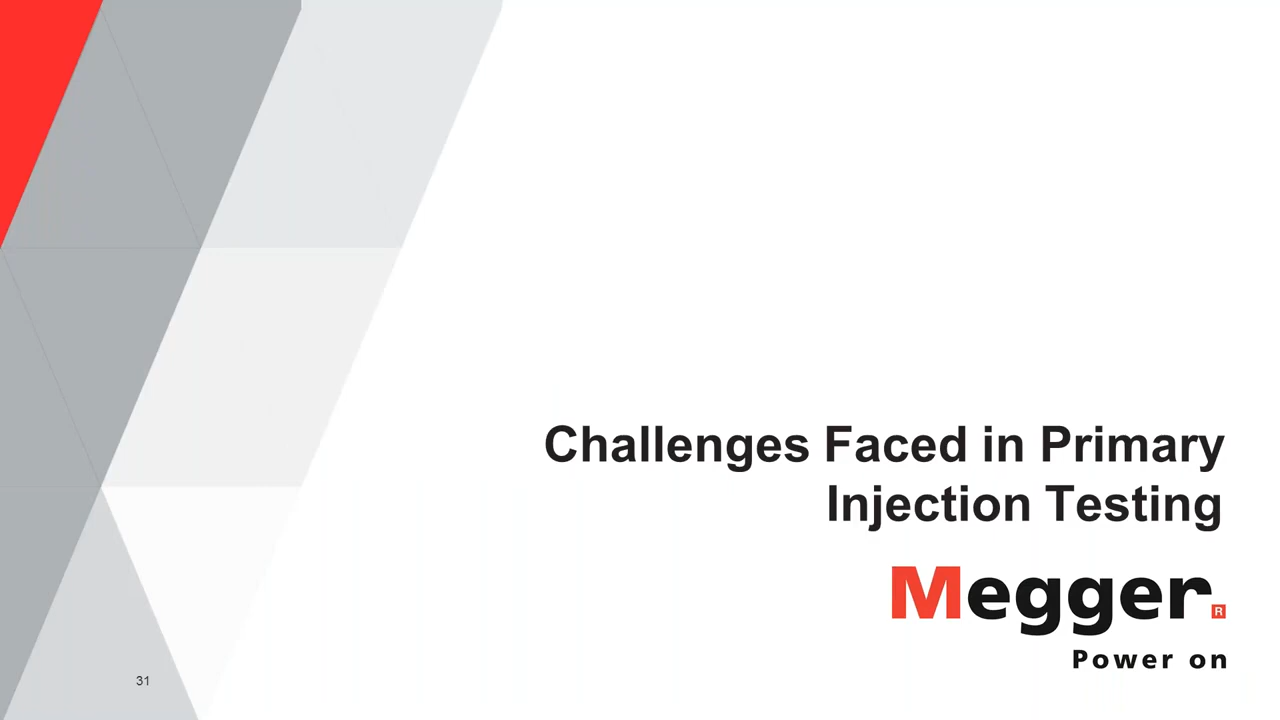 Challenges Faced in Primary
Injection Testing
Megger.
R
Power on
31